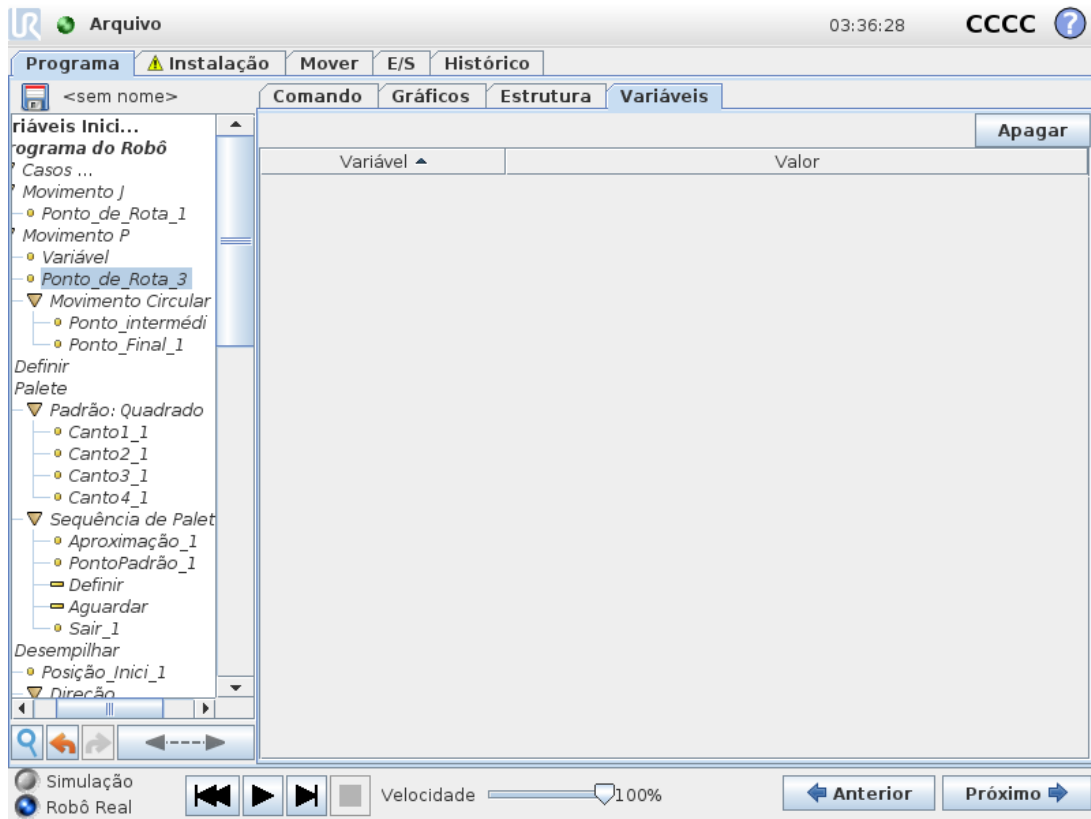 UR Arquivo 03:36:28 CCCC ?
Programa Instalação Mover E/S Histórico
<sem nome> Comando Gráficos Estrutura Variáveis
riáveis Inici... Apagar
rograma do Robô Variável Valor
Casos ...
Movimento J
Ponto_de_Rota_1
Movimento P
Variável
Ponto_de_Rota_3
Movimento Circular
Ponto_intermédi
Ponto_Final_1
Definir
Palete
Padrão: Quadrado
Canto1_1
Canto2_1
Canto3_1
Canto4_1
Sequência de Palet
Aproximação_1
PontoPadrão_1
Definir
Aguardar
Sair_1
Desempilhar
Posição_Inici_1
Direção
Simulação
Robô Real
Velocidade 100% Anterior Próximo